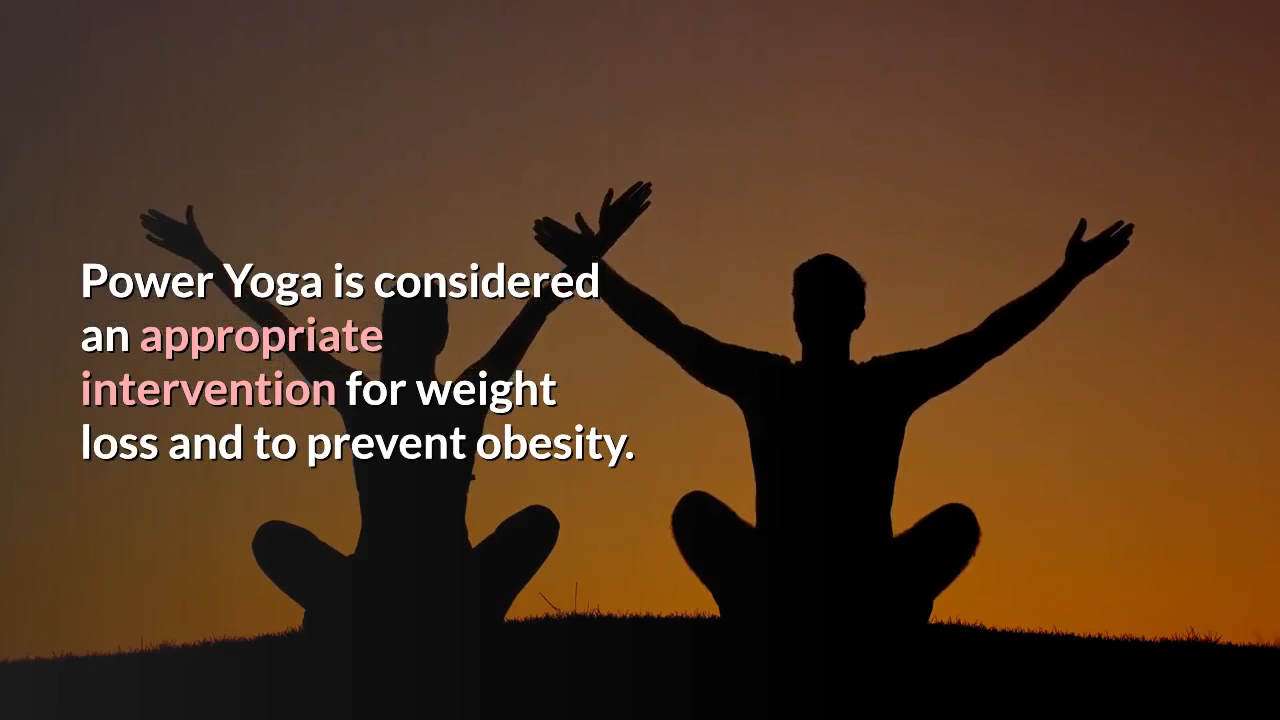 Power Yoga is considered
an appropriate
intervention for weight
loss and to prevent obesity.